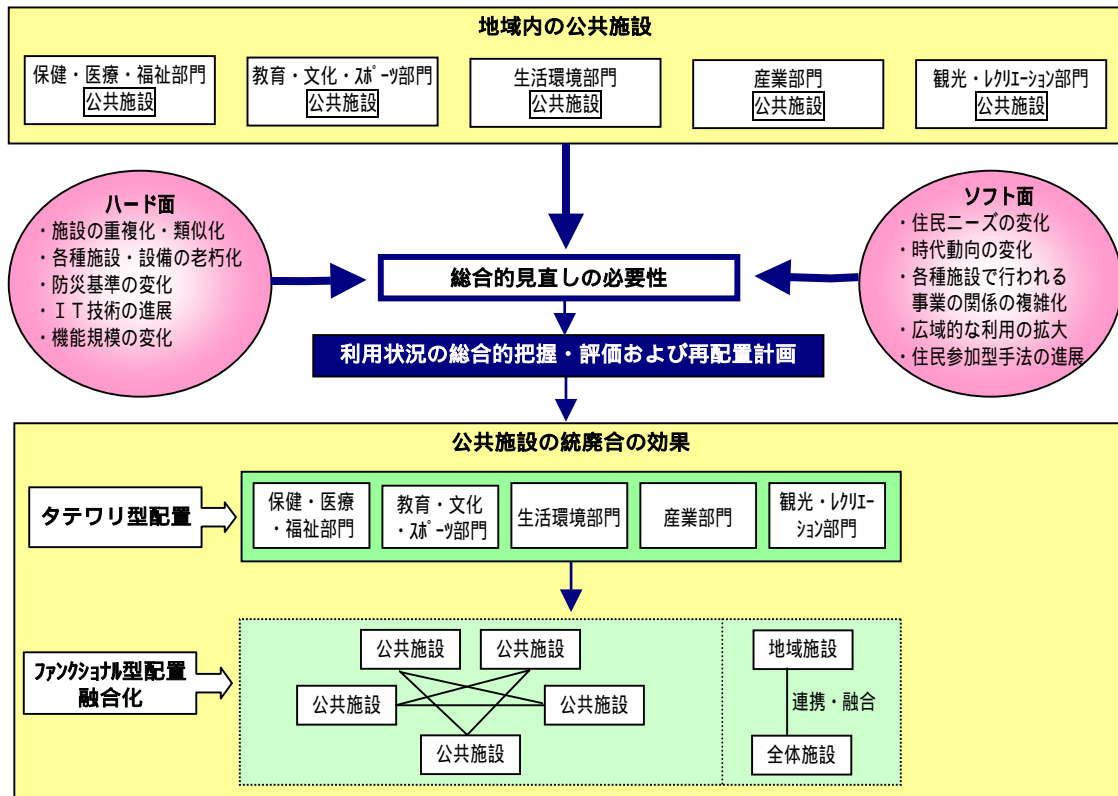 地域内の公共施設
保健・医療・福祉部門
公共施設
教育・文化・ｽﾎﾟｰﾂ部門
公共施設
生活環境部門
公共施設
産業部門
公共施設
観光・ﾚｸﾘｴｰｼｮﾝ部門
公共施設
ハード面
・施設の重複化・類似化
・各種施設・設備の老朽化
・防災基準の変化
・ＩＴ技術の進展
・機能規模の変化
ソフト面
・住民ニーズの変化
・時代動向の変化
・各種施設で行われる
事業の関係の複雑化
・広域的な利用の拡大
・住民参加型手法の進展
総合的見直しの必要性
利用状況の総合的把握・評価および再配置計画
公共施設の統廃合の効果
タテワリ型配置
保健・医療
・福祉部門
教育・文化
・ｽﾎﾟｰﾂ部門
生活環境部門
産業部門
観光・ﾚｸﾘｴｰ
ｼｮﾝ部門
ﾌｧﾝｸｼｮﾅﾙ型配置
融合化
公共施設
公共施設
公共施設
公共施設
公共施設
地域施設
連携・融合
全体施設